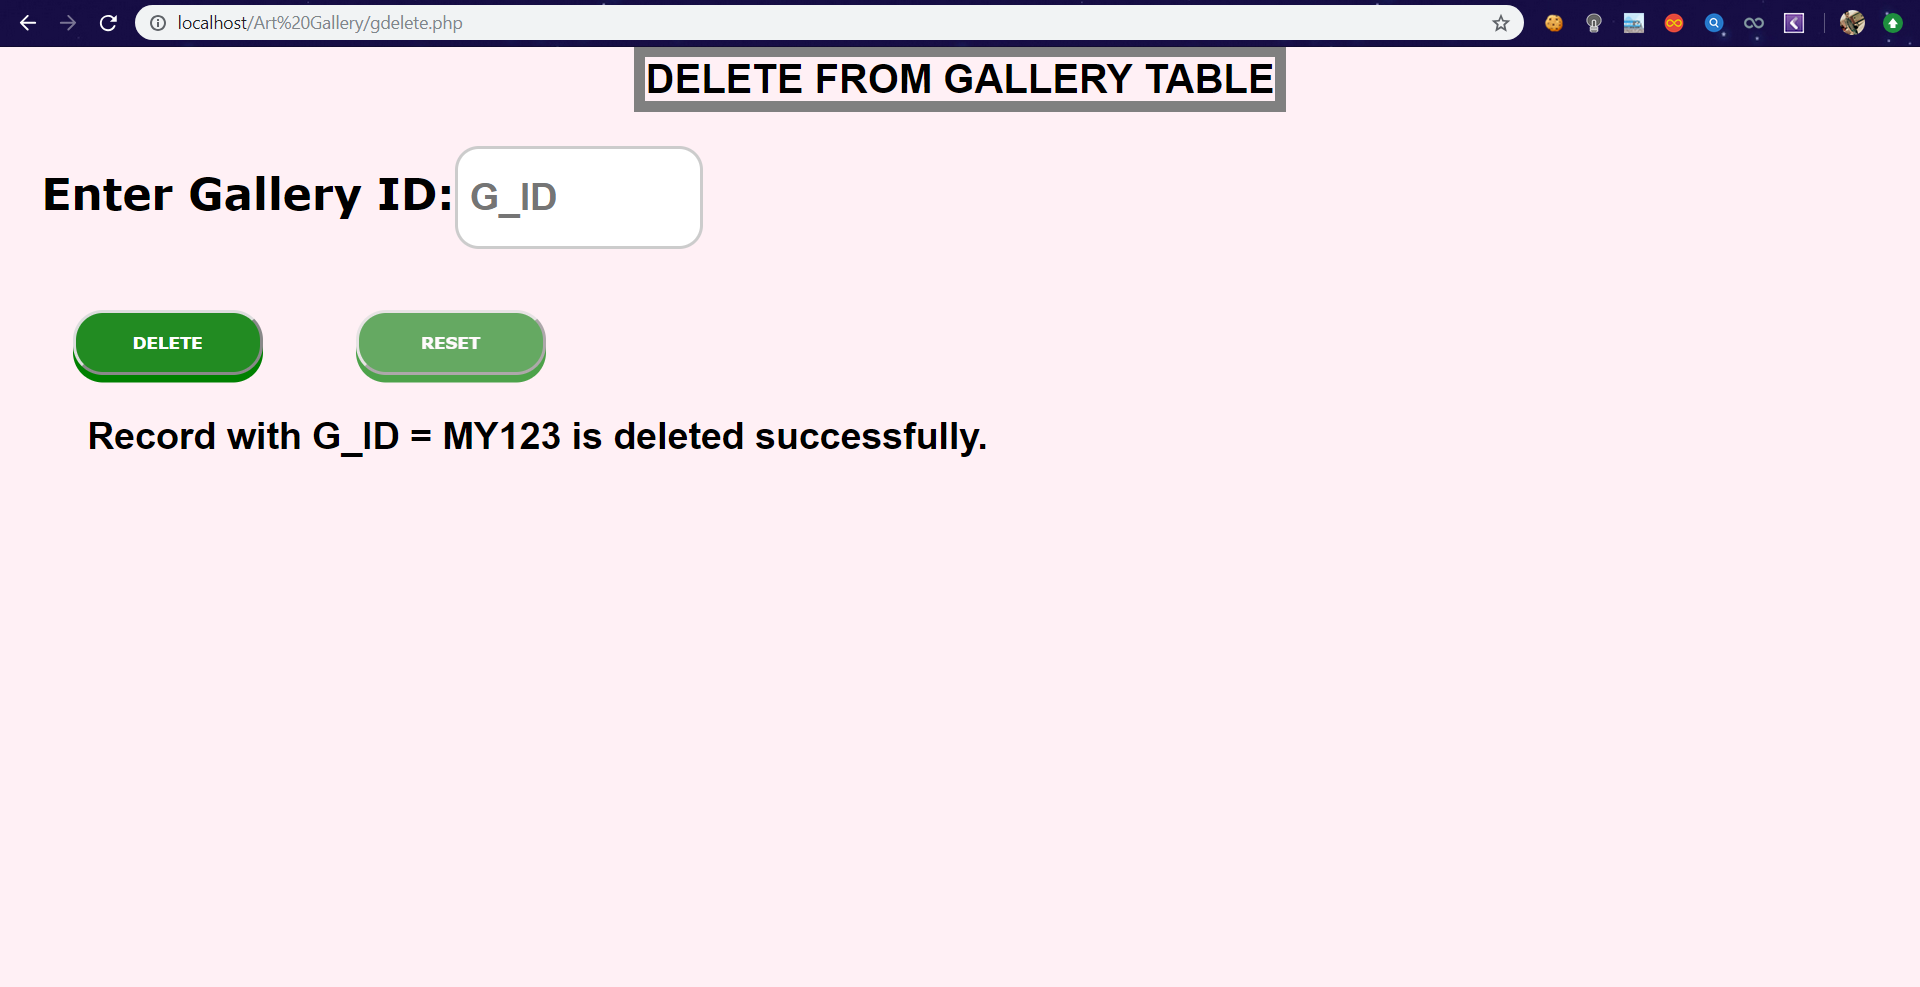 localhost/Art%20Gallery/gdelete.php
DELETE FROM GALLERY TABLE
Enter Gallery ID: G_ID
DELETE RESET
Record with G_ID = MY123 is deleted successfully.